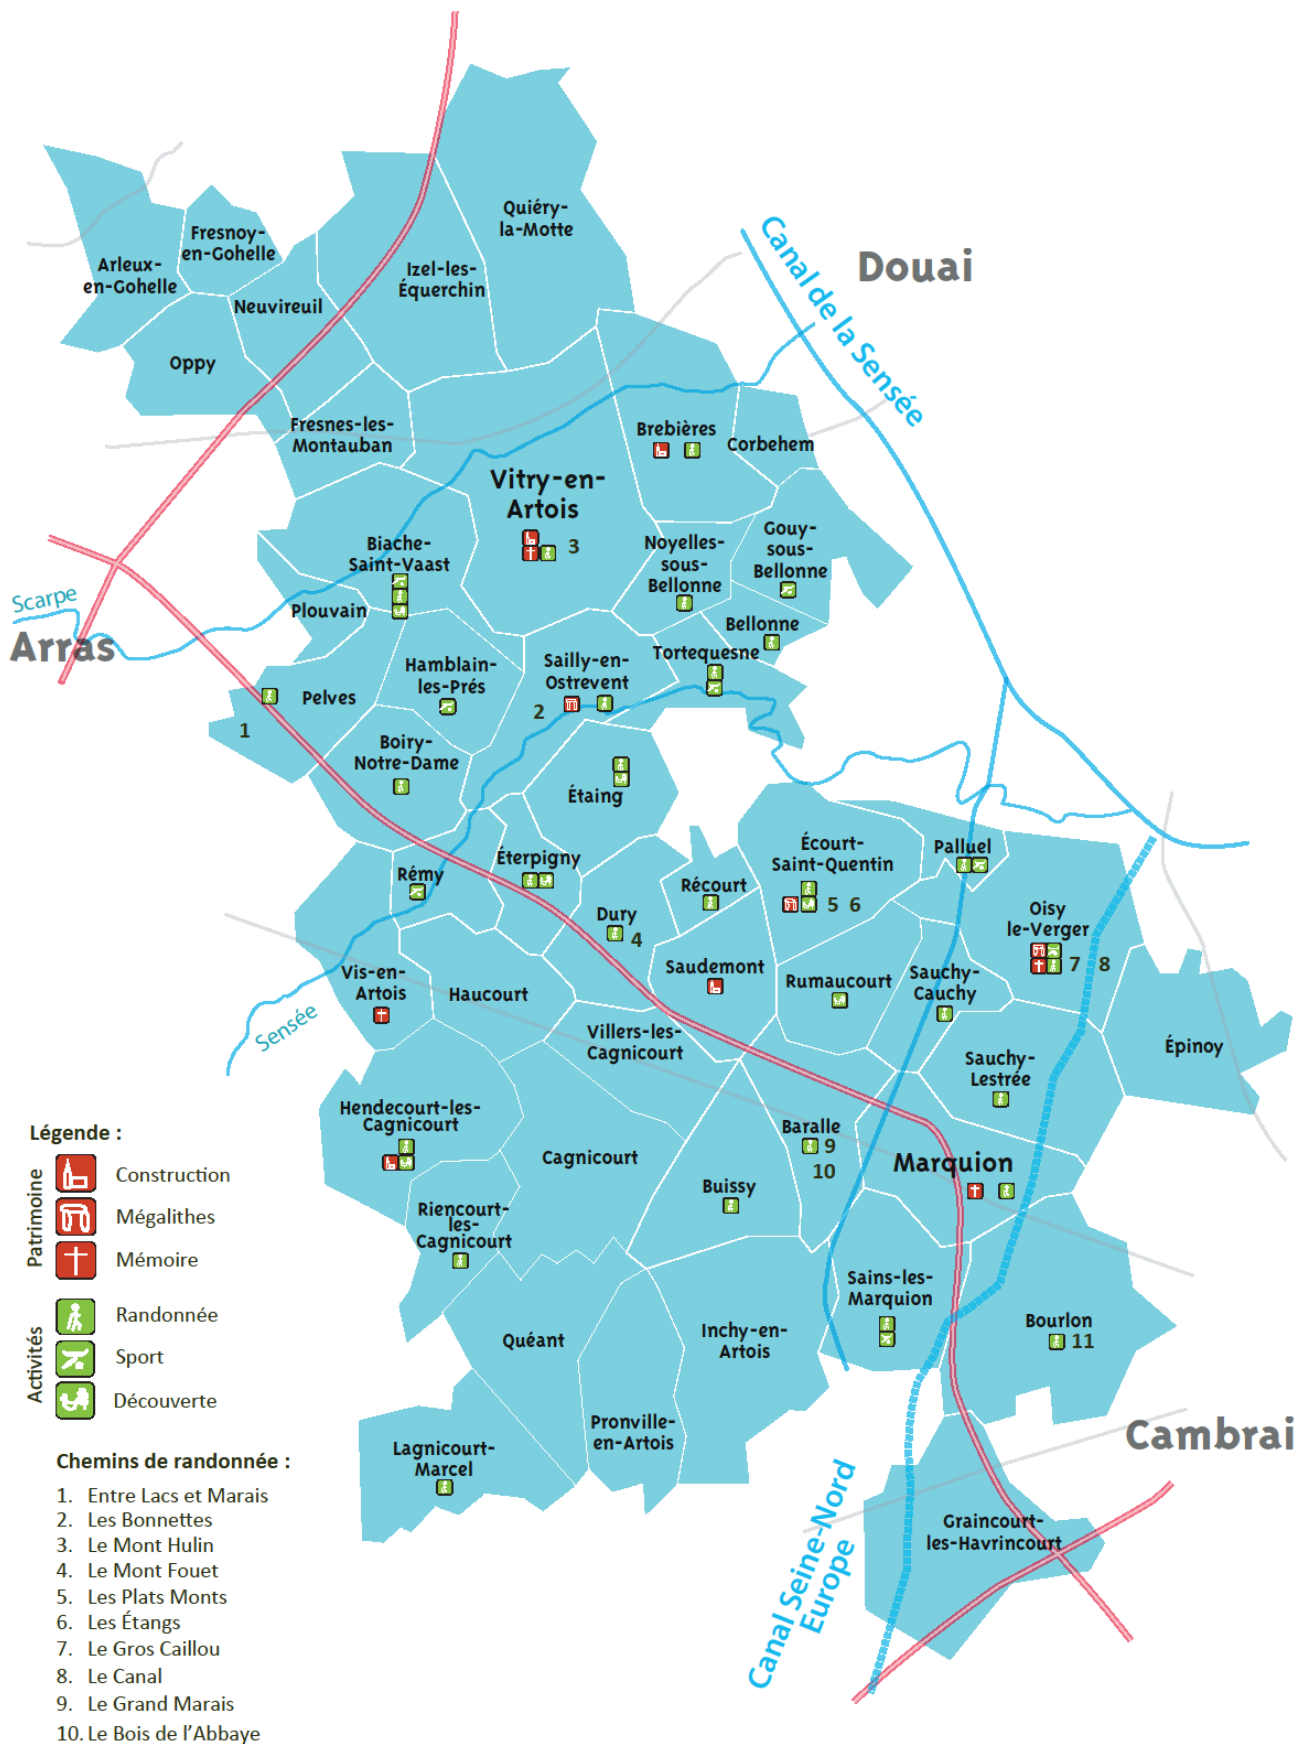 Quiéry-
la-Motte
Fresnoy-
en-Gohelle
Arleux-
en-Gohelle
Izel-les-
Équerchin
Neuvireuil
Oppy
Canal de la Sensée
Douai
Fresnes-les-
Montauban
Brebières
Corbehem
Vitry-en-
Artois
3
Biache-
Saint-Vaast
Noyelles-
sous-
Bellonne
Gouy-
sous-
Bellonne
Scarpe
Arras
Plouvain
Bellonne
Tortequesne
Hamblain-
les-Prés
Sailly-en-
Ostrevent
2
Pelves
1
Boiry-
Notre-Dame
Étaing
Éterpigny
Rémy
Écourt-
Saint-Quentin
5 6
Palluel
Récourt
Dury
4
Oisy
le-Verger
7 8
Saudemont
Rumaucourt
Sauchy-
Cauchy
Vis-en-
Artois
Haucourt
Sensée
Villers-les-
Cagnicourt
Sauchy-
Lestrée
Épinoy
Hendecourt-les-
Cagnicourt
Baralle
9
10
Cagnicourt
Marquion
Buissy
Riencourt-
les-
Cagnicourt
Sains-les-
Marquion
Quéant
Inchy-en-
Artois
Bourlon
11
Pronville-
en-Artois
Lagnicourt-
Marcel
Cambrai
Canal Seine-Nord
Europe
Graincourt-
les-Havrincourt
Légende :
Patrimoine
Construction
Mégalithes
Mémoire
Activités
Randonnée
Sport
Découverte
Chemins de randonnée :
1. Entre Lacs et Marais
2. Les Bonnettes
3. Le Mont Hulin
4. Le Mont Fouet
5. Les Plats Monts
6. Les Étangs
7. Le Gros Caillou
8. Le Canal
9. Le Grand Marais
10. Le Bois de l'Abbaye